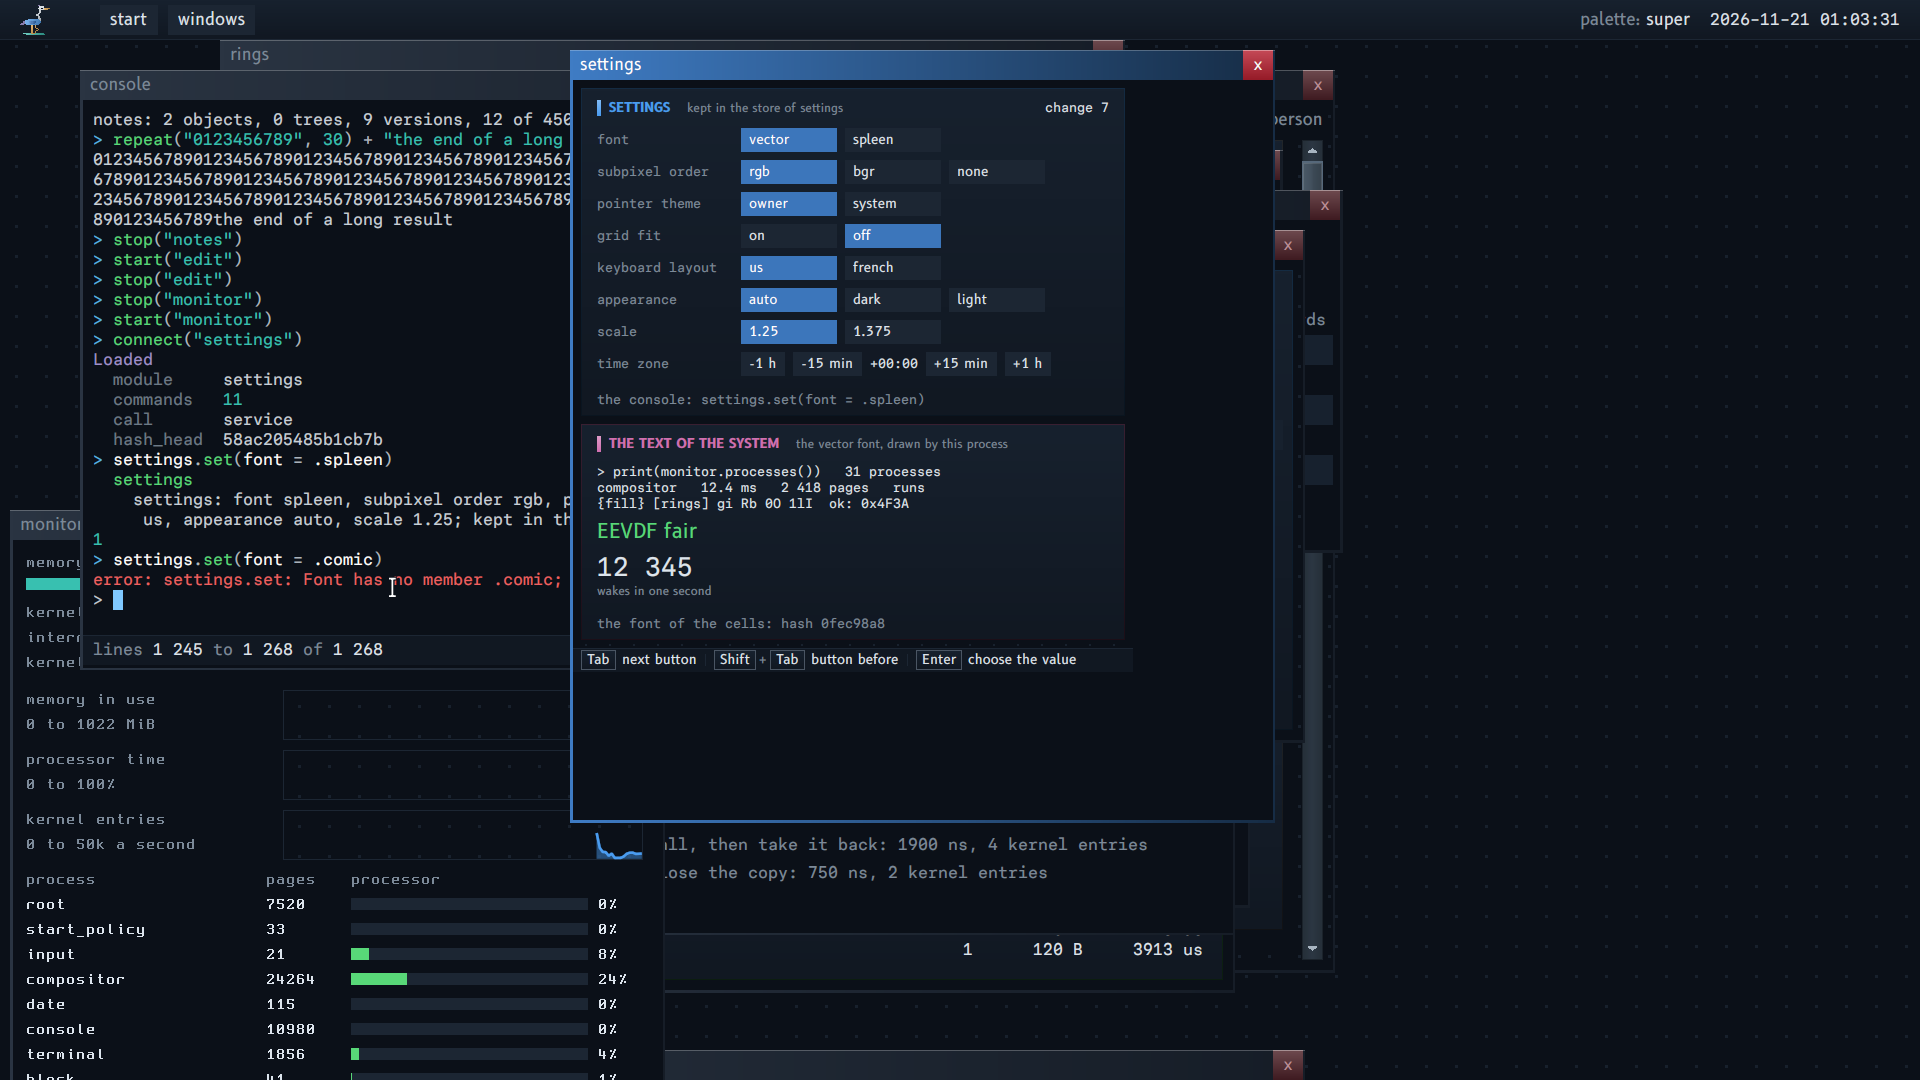 start windows palette: super 2026-11-21 01:03:31
rings
console
notes: 2 objects, 0 trees, 9 versions, 12 of 450
> repeat("0123456789", 30) + "the end of a long
012345678901234567890123456789012345678901234567
678901234567890123456789012345678901234567890123
234567890123456789012345678901234567890123456789
890123456789the end of a long result
> stop("notes")
> start("edit")
> stop("edit")
> stop("monitor")
> start("monitor")
> connect("settings")
Loaded
module settings
commands 11
call service
hash_head 58ac205485b1cb7b
> settings.set(font = .spleen)
settings
settings: font spleen, subpixel order rgb, p
us, appearance auto, scale 1.25; kept in th
1
> settings.set(font = .comic)
error: settings.set: Font has no member .comic;
>
lines 1 245 to 1 268 of 1 268
settings
x
SETTINGS kept in the store of settings change 7
font vector spleen
subpixel order rgb bgr none
pointer theme owner system
grid fit on off
keyboard layout us french
appearance auto dark light
scale 1.25 1.375
time zone -1 h -15 min +00:00 +15 min +1 h
the console: settings.set(font = .spleen)
THE TEXT OF THE SYSTEM the vector font, drawn by this process
> print(monitor.processes()) 31 processes
compositor 12.4 ms 2 418 pages runs
{fill} [rings] gi Rb 0O 1lI ok: 0x4F3A
EEVDF fair
12 345
wakes in one second
the font of the cells: hash 0fec98a8
Tab next button Shift + Tab button before Enter choose the value
x
person
x
x
ds
monitor
memory
kernel
inter
kernel
memory in use
0 to 1022 MiB
processor time
0 to 100%
kernel entries
0 to 50k a second
process pages processor
root 7520 0%
start_policy 33 0%
input 21 8%
compositor 24264 24%
date 115 0%
console 10980 0%
terminal 1856 4%
block 41 1%
all, then take it back: 1900 ns, 4 kernel entries
lose the copy: 750 ns, 2 kernel entries
1 120 B 3913 us
x